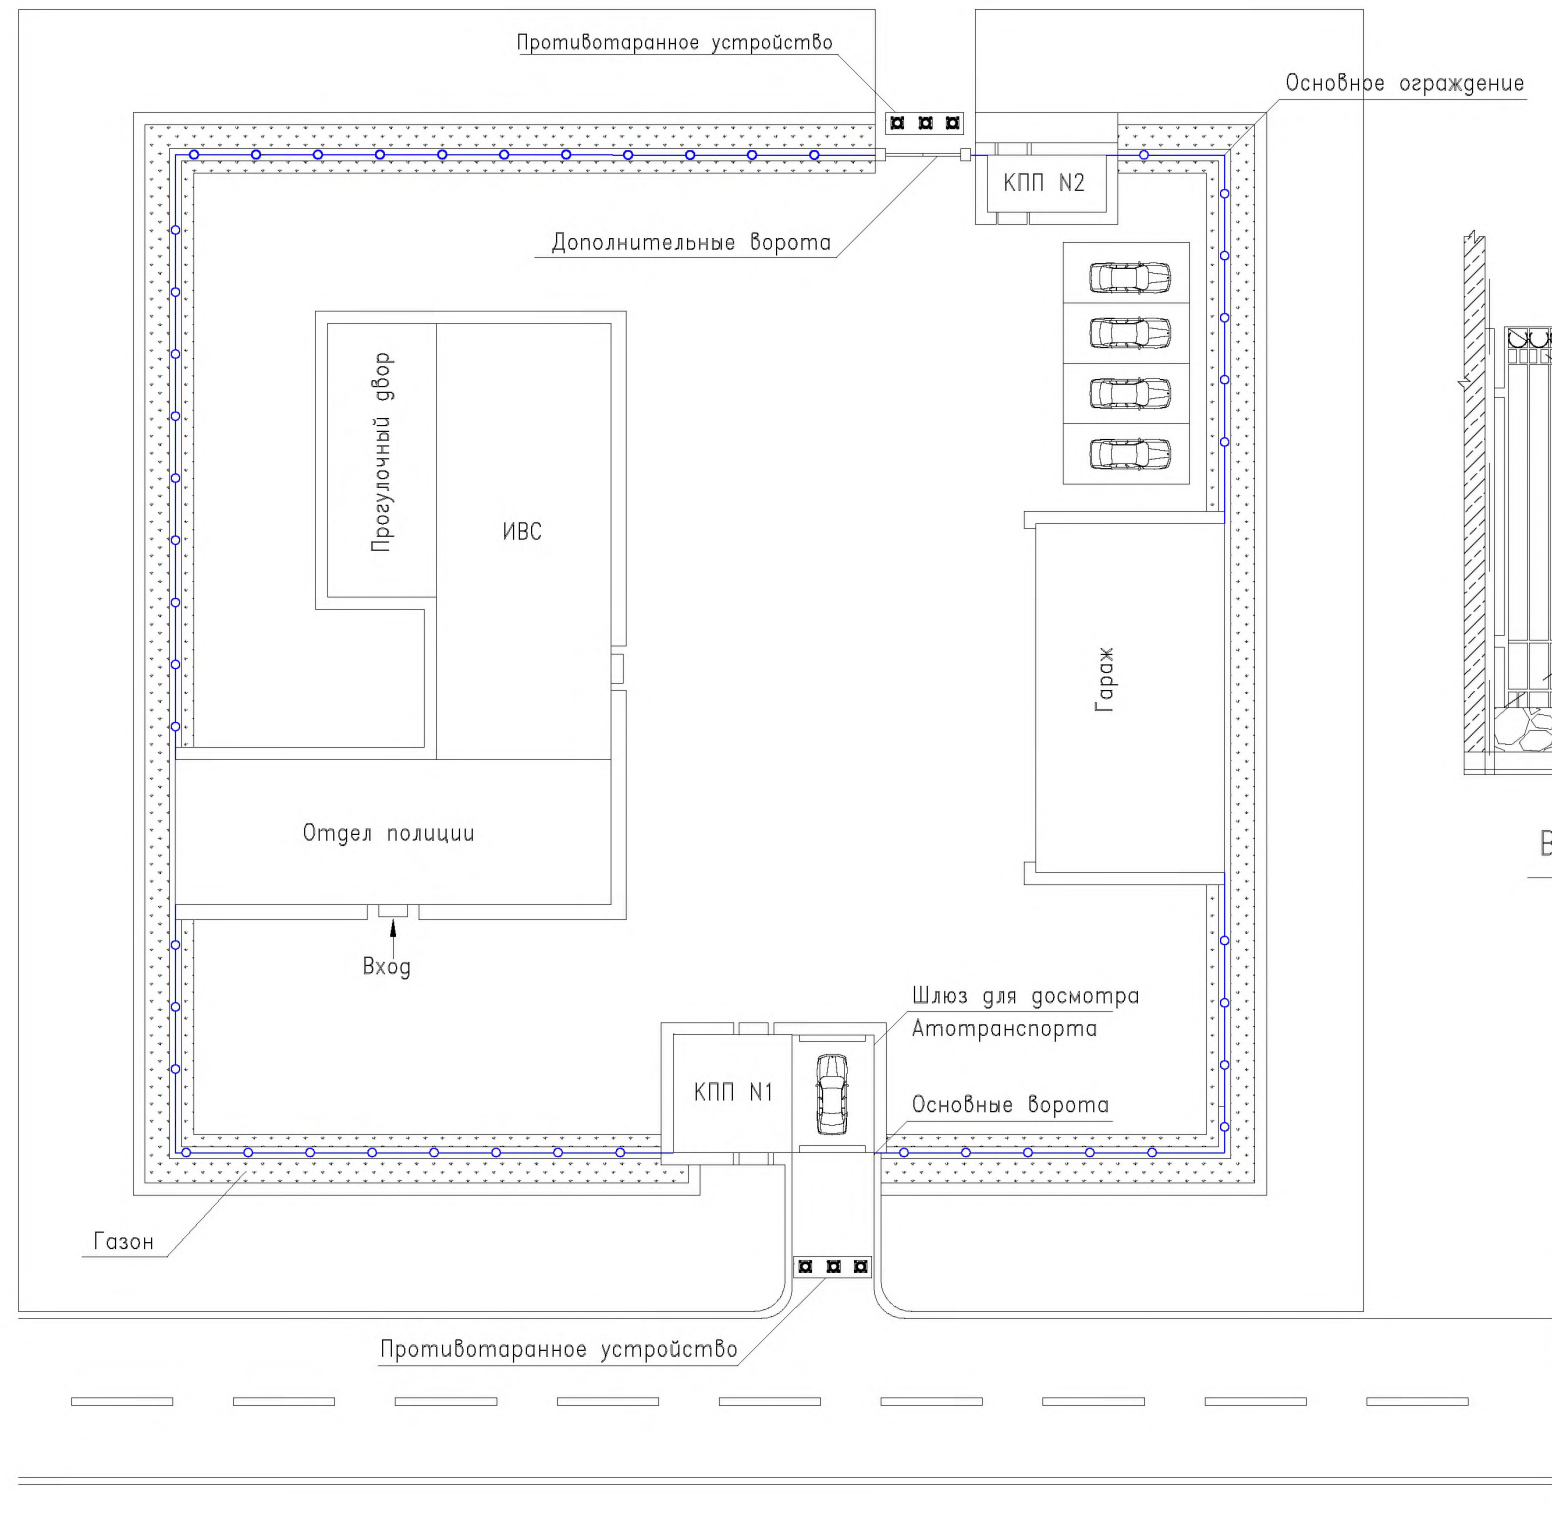 Противотаранное устройство
Основное ограждение
КПП N2
Дополнительные ворота
Прогулочный двор
ИВС
Гараж
Отдел полиции
В
Вход
Шлюз для досмотра
Атотранспорта
КПП N1
Основные ворота
Газон
Противотаранное устройство